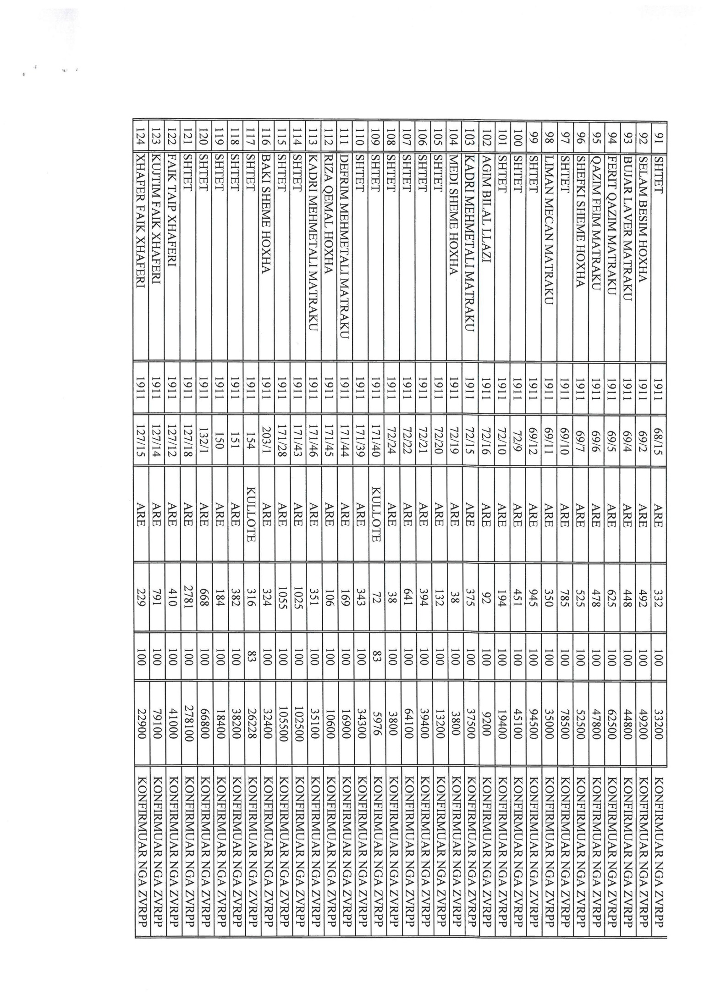 91 SHTET 1911 68/15 ARE 332 100 33200 KONFIRMUAR NGA ZVRPP
92 SELAM BESIM HOXHA 1911 69/2 ARE 492 100 49200 KONFIRMUAR NGA ZVRPP
93 BUJAR LAVER MATRAKU 1911 69/4 ARE 448 100 44800 KONFIRMUAR NGA ZVRPP
94 FERIT QAZIM MATRAKU 1911 69/5 ARE 625 100 62500 KONFIRMUAR NGA ZVRPP
95 QAZIM FEIM MATRAKU 1911 69/6 ARE 478 100 47800 KONFIRMUAR NGA ZVRPP
96 SHEFKI SHEME HOXHA 1911 69/7 ARE 525 100 52500 KONFIRMUAR NGA ZVRPP
97 SHTET 1911 69/10 ARE 785 100 78500 KONFIRMUAR NGA ZVRPP
98 LIMAN MECAN MATRAKU 1911 69/11 ARE 350 100 35000 KONFIRMUAR NGA ZVRPP
99 SHTET 1911 69/12 ARE 945 100 94500 KONFIRMUAR NGA ZVRPP
100 SHTET 1911 72/9 ARE 451 100 45100 KONFIRMUAR NGA ZVRPP
101 SHTET 1911 72/10 ARE 194 100 19400 KONFIRMUAR NGA ZVRPP
102 AGIM BILAL LLAZI 1911 72/16 ARE 92 100 9200 KONFIRMUAR NGA ZVRPP
103 KADRI MEHMETALI MATRAKU 1911 72/15 ARE 375 100 37500 KONFIRMUAR NGA ZVRPP
104 MEDI SHEME HOXHA 1911 72/19 ARE 38 100 3800 KONFIRMUAR NGA ZVRPP
105 SHTET 1911 72/20 ARE 132 100 13200 KONFIRMUAR NGA ZVRPP
106 SHTET 1911 72/21 ARE 394 100 39400 KONFIRMUAR NGA ZVRPP
107 SHTET 1911 72/22 ARE 641 100 64100 KONFIRMUAR NGA ZVRPP
108 SHTET 1911 72/24 ARE 38 100 3800 KONFIRMUAR NGA ZVRPP
109 SHTET 1911 171/40 KULLOTE 72 83 5976 KONFIRMUAR NGA ZVRPP
110 SHTET 1911 171/39 ARE 343 100 34300 KONFIRMUAR NGA ZVRPP
111 DEFRIM MEHMETALI MATRAKU 1911 171/44 ARE 169 100 16900 KONFIRMUAR NGA ZVRPP
112 RIZA QEMAL HOXHA 1911 171/45 ARE 106 100 10600 KONFIRMUAR NGA ZVRPP
113 KADRI MEHMETALI MATRAKU 1911 171/46 ARE 351 100 35100 KONFIRMUAR NGA ZVRPP
114 SHTET 1911 171/43 ARE 1025 100 102500 KONFIRMUAR NGA ZVRPP
115 SHTET 1911 171/28 ARE 1055 100 105500 KONFIRMUAR NGA ZVRPP
116 BAKI SHEME HOXHA 1911 203/1 ARE 324 100 32400 KONFIRMUAR NGA ZVRPP
117 SHTET 1911 154 KULLOTE 316 83 26228 KONFIRMUAR NGA ZVRPP
118 SHTET 1911 151 ARE 382 100 38200 KONFIRMUAR NGA ZVRPP
119 SHTET 1911 150 ARE 184 100 18400 KONFIRMUAR NGA ZVRPP
120 SHTET 1911 132/1 ARE 668 100 66800 KONFIRMUAR NGA ZVRPP
121 SHTET 1911 127/18 ARE 2781 100 278100 KONFIRMUAR NGA ZVRPP
122 FAIK TAIP XHAFERI 1911 127/12 ARE 410 100 41000 KONFIRMUAR NGA ZVRPP
123 KUJTIM FAIK XHAFERI 1911 127/14 ARE 791 100 79100 KONFIRMUAR NGA ZVRPP
124 XHAFER FAIK XHAFERI 1911 127/15 ARE 229 100 22900 KONFIRMUAR NGA ZVRPP